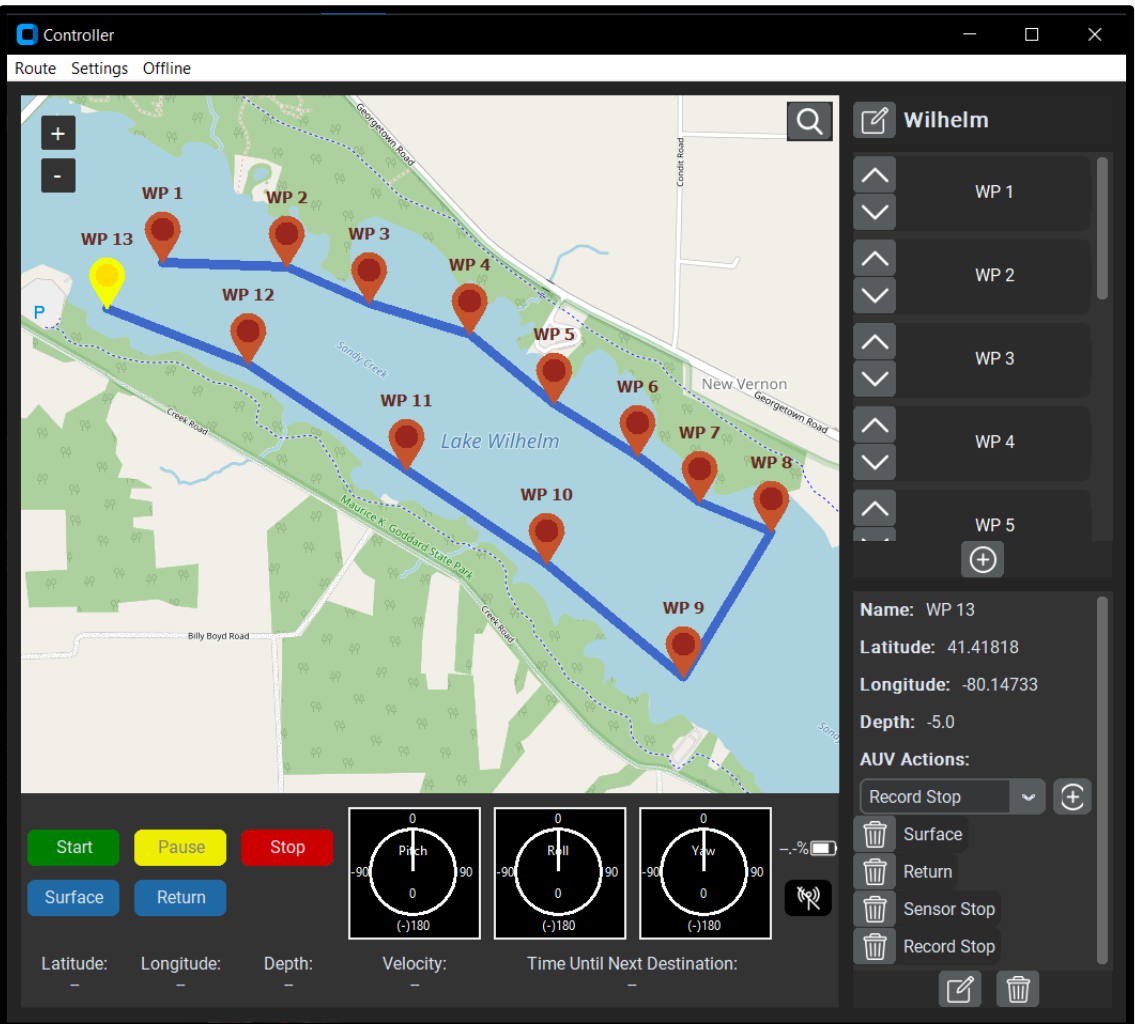 Controller
Route Settings Offline
+
-
Georgetown Road
Condit Road
WP 1
WP 2
WP 3
WP 13
WP 4
WP 12
P
WP 5
Sandy Creek
New Vernon
WP 6
Georgetown Road
WP 11
Creek Road
WP 7
Lake Wilhelm
WP 8
WP 10
Maurice K. Goddard State Park
WP 9
Creek Road
Billy Boyd Road
Sandy
Wilhelm
WP 1
WP 2
WP 3
WP 4
WP 5
Name: WP 13
Latitude: 41.41818
Longitude: -80.14733
Depth: -5.0
AUV Actions:
Record Stop
Surface
Return
Sensor Stop
Record Stop
Start Pause Stop
Surface Return
0
Pitch
-90 90
0
(-)180
0
Roll
-90 90
0
(-)180
0
Yaw
-90 90
0
(-)180
--.-%
Latitude: Longitude: Depth: Velocity: Time Until Next Destination:
-- -- -- -- --